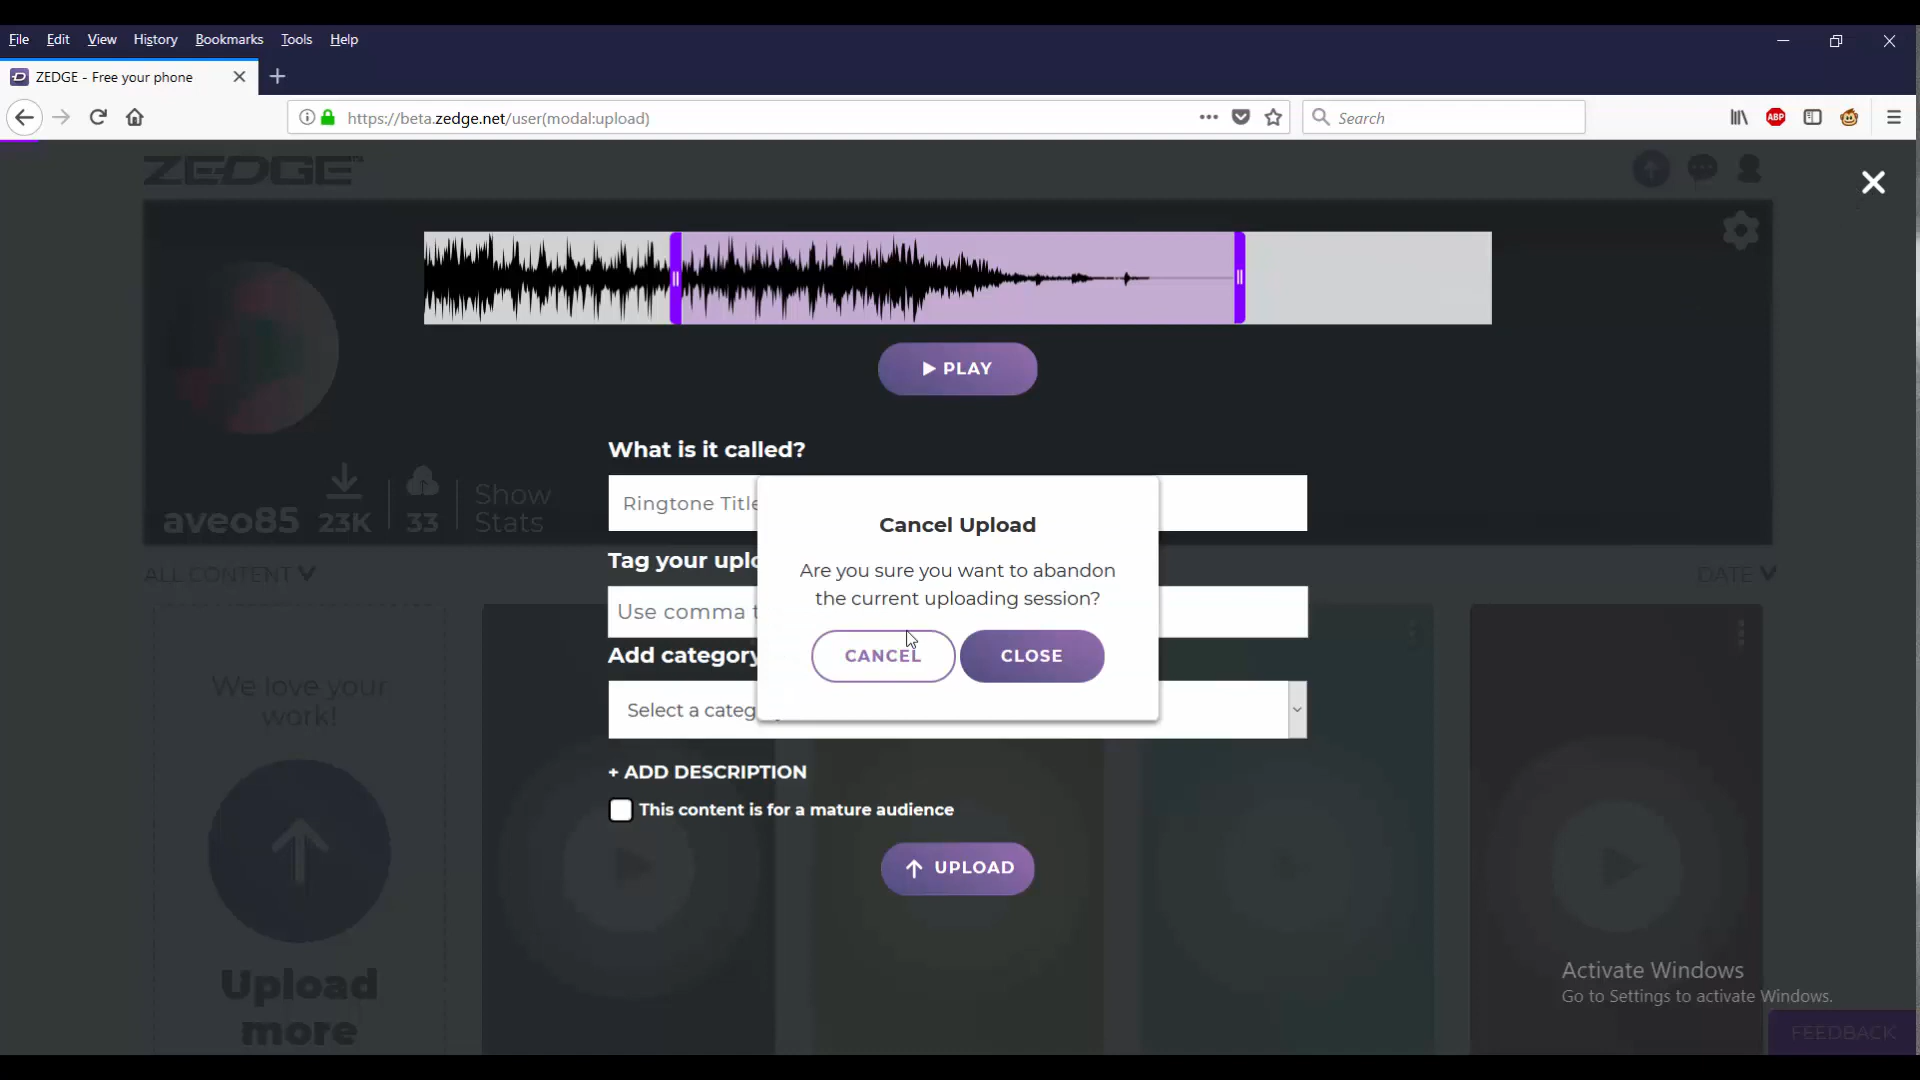 File Edit View History Bookmarks Tools Help
ZEDGE - Free your phone
https://beta.zedge.net/user(modal:upload)
Search
ABP
ZEDGE™
PLAY
What is it called?
Ringtone Title
aveo85 23K 33 Show Stats
Cancel Upload
Tag your uplo
Are you sure you want to abandon
the current uploading session?
ALL CONTENT
DATE
Use comma t
CANCEL CLOSE
Add category
Select a categ
We love your
work!
+ ADD DESCRIPTION
This content is for a mature audience
UPLOAD
Upload
more
Activate Windows
Go to Settings to activate Windows.
FEEDBACK